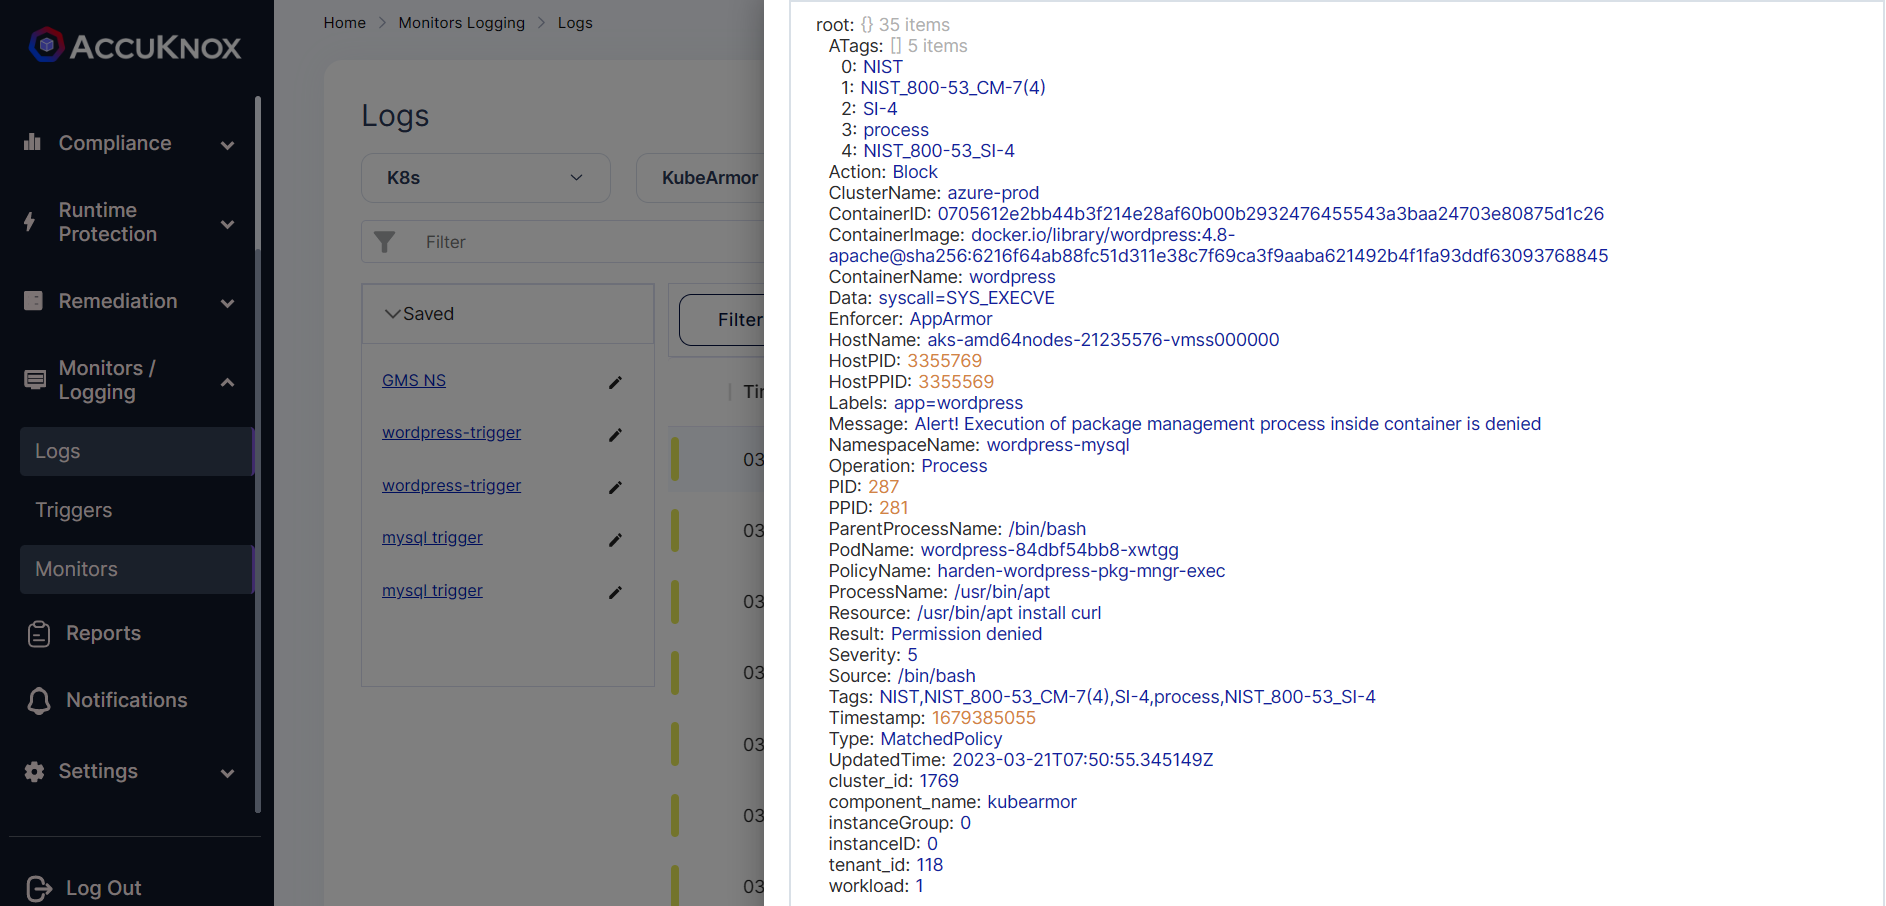 ACCUKNOX
Compliance
Runtime
Protection
Remediation
Monitors /
Logging
Logs
Triggers
Monitors
Reports
Notifications
Settings
Log Out
Home > Monitors Logging > Logs
Logs
K8s
KubeArmor
Filter
Saved
GMS NS
wordpress-trigger
wordpress-trigger
mysql trigger
mysql trigger
Filter
03
03
03
03
03
03
03
root: {} 35 items
ATags: [] 5 items
0: NIST
1: NIST_800-53_CM-7(4)
2: SI-4
3: process
4: NIST_800-53_SI-4
Action: Block
ClusterName: azure-prod
ContainerID: 0705612e2bb44b3f214e28af60b00b2932476455543a3baa24703e80875d1c26
ContainerImage: docker.io/library/wordpress:4.8-
apache@sha256:6216f64ab88fc51d311e38c7f69ca3f9aaba621492b4f1fa93ddf63093768845
ContainerName: wordpress
Data: syscall=SYS_EXECVE
Enforcer: AppArmor
HostName: aks-amd64nodes-21235576-vmss000000
HostPID: 3355769
HostPPID: 3355569
Labels: app=wordpress
Message: Alert! Execution of package management process inside container is denied
NamespaceName: wordpress-mysql
Operation: Process
PID: 287
PPID: 281
ParentProcessName: /bin/bash
PodName: wordpress-84dbf54bb8-xwtgg
PolicyName: harden-wordpress-pkg-mngr-exec
ProcessName: /usr/bin/apt
Resource: /usr/bin/apt install curl
Result: Permission denied
Severity: 5
Source: /bin/bash
Tags: NIST,NIST_800-53_CM-7(4),SI-4,process,NIST_800-53_SI-4
Timestamp: 1679385055
Type: MatchedPolicy
UpdatedTime: 2023-03-21T07:50:55.345149Z
cluster_id: 1769
component_name: kubearmor
instanceGroup: 0
instanceID: 0
tenant_id: 118
workload: 1